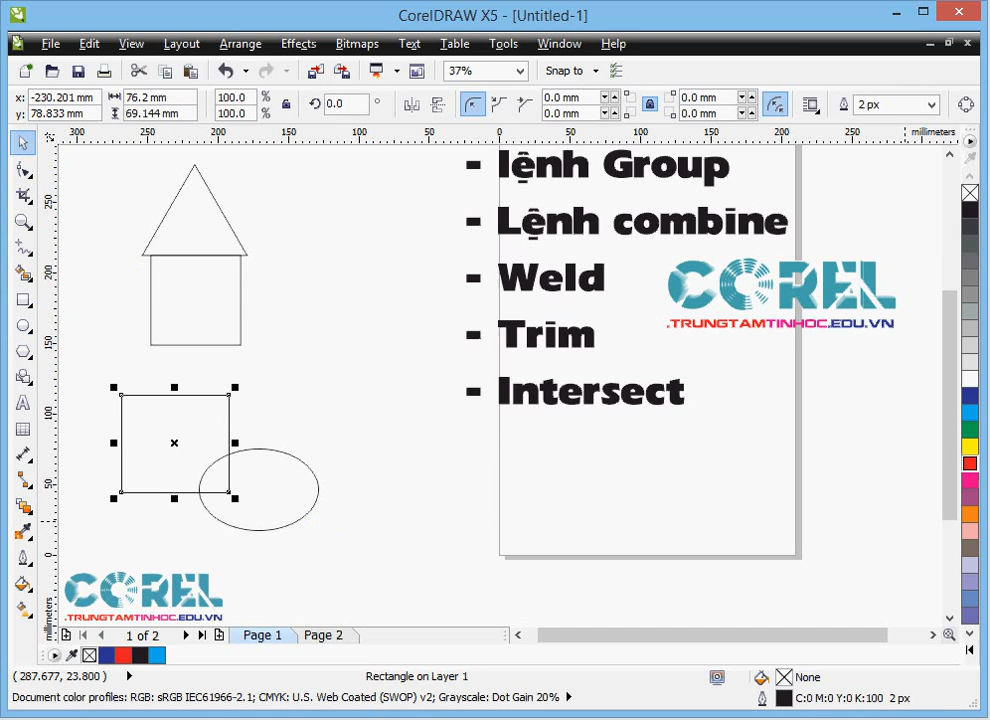 CorelDRAW X5 - [Untitled-1]
File Edit View Layout Arrange Effects Bitmaps Text Table Tools Window Help
37% Snap to
x: -230.201 mm 76.2 mm 100.0 % 0.0 ° 0.0 mm 0.0 mm 2 px
y: 78.833 mm 69.144 mm 100.0 % 0.0 mm 0.0 mm
300 250 200 150 100 50 0 50 100 150 200 250 millimeters
250
200
150
100
50
0
millimeters
- lệnh Group
- Lệnh combine
- Weld
- Trim
- Intersect
COREL
.TRUNGTAMTINHOC.EDU.VN
COREL
.TRUNGTAMTINHOC.EDU.VN
1 of 2 Page 1 Page 2
( 287.677, 23.800 ) Rectangle on Layer 1 None
Document color profiles: RGB: sRGB IEC61966-2.1; CMYK: U.S. Web Coated (SWOP) v2; Grayscale: Dot Gain 20% C:0 M:0 Y:0 K:100 2 px